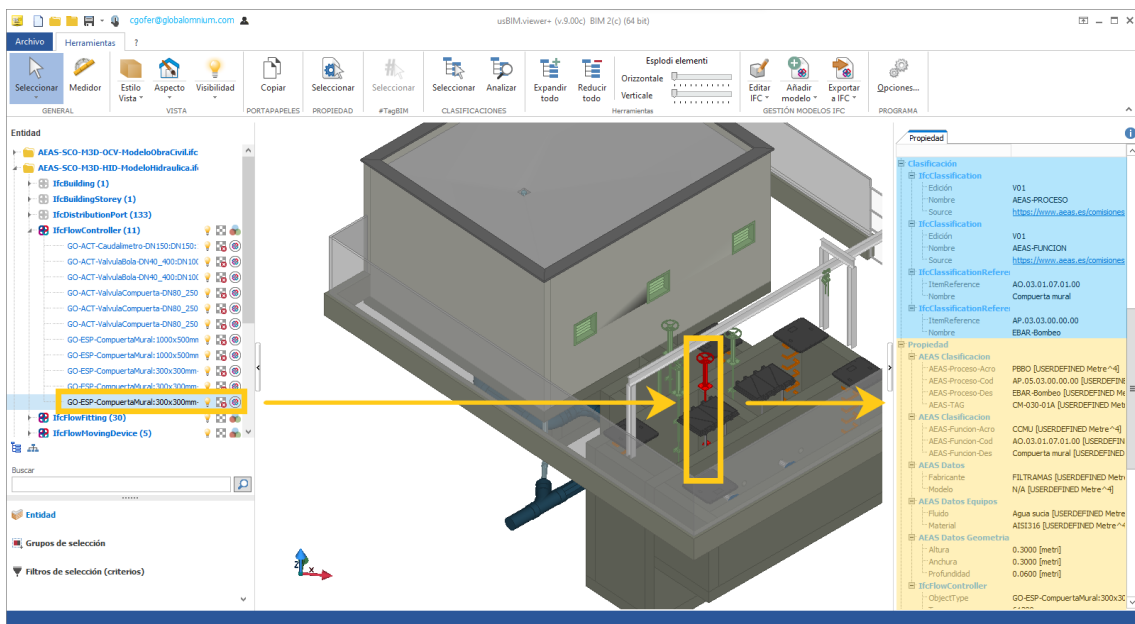 cgofer@globalomnium.com
usBIM.viewer+ (v.9.00c) BIM 2(c) (64 bit)
Archivo Herramientas ?
Seleccionar Medidor Estilo Vista Aspecto Visibilidad Copiar Seleccionar Seleccionar Seleccionar Analizar Expandir todo Reducir todo
Esplodi elementi
Orizzontale
Verticale
Editar IFC Añadir modelo Exportar a IFC Opciones...
GENERAL VISTA PORTAPAPELES PROPIEDAD #TagBIM CLASIFICACIONES Herramientas GESTIÓN MODELOS IFC PROGRAMA
Entidad
AEAS-SCO-M3D-OCV-ModeloObraCivil.ifc
AEAS-SCO-M3D-HID-ModeloHidraulica.ifc
IfcBuilding (1)
IfcBuildingStorey (1)
IfcDistributionPort (133)
IfcFlowController (11)
GO-ACT-Caudalimetro-DN150:DN150:
GO-ACT-ValvulaBola-DN40_400:DN100
GO-ACT-ValvulaBola-DN40_400:DN100
GO-ACT-ValvulaCompuerta-DN80_250
GO-ACT-ValvulaCompuerta-DN80_250
GO-ACT-ValvulaCompuerta-DN80_250
GO-ESP-CompuertaMural:1000x500mm
GO-ESP-CompuertaMural:1000x500mm
GO-ESP-CompuertaMural:300x300mm-
GO-ESP-CompuertaMural:300x300mm-
GO-ESP-CompuertaMural:300x300mm-
IfcFlowFitting (30)
IfcFlowMovingDevice (5)
Buscar
Entidad
Grupos de selección
Filtros de selección (criterios)
Z
X
Propiedad
Clasificación
IfcClassification
Edición V01
Nombre AEAS-PROCESO
Source https://www.aeas.es/comisiones
IfcClassification
Edición V01
Nombre AEAS-FUNCION
Source https://www.aeas.es/comisiones
IfcClassificationRefere
ItemReference AO.03.01.07.01.00
Nombre Compuerta mural
IfcClassificationRefere
ItemReference AP.03.03.00.00.00
Nombre EBAR-Bombeo
Propiedad
AEAS Clasificacion
AEAS-Proceso-Acro PBBO [USERDEFINED Metre^4]
AEAS-Proceso-Cod AP.05.03.00.00.00 [USERDEFINE
AEAS-Proceso-Des EBAR-Bombeo [USERDEFINED Me
AEAS-TAG CM-030-01A [USERDEFINED Met
AEAS Clasificacion
AEAS-Funcion-Acro CCMU [USERDEFINED Metre^4]
AEAS-Funcion-Cod AO.03.01.07.01.00 [USERDEFIN
AEAS-Funcion-Des Compuerta mural [USERDEFINED
AEAS Datos
Fabricante FILTRAMAS [USERDEFINED Metr
Modelo N/A [USERDEFINED Metre^4]
AEAS Datos Equipos
Fluido Agua sucia [USERDEFINED Metre
Material AISI316 [USERDEFINED Metre^4
AEAS Datos Geometria
Altura 0.3000 [metri]
Anchura 0.3000 [metri]
Profundidad 0.0600 [metri]
IfcFlowController
ObjectType GO-ESP-CompuertaMural:300x30